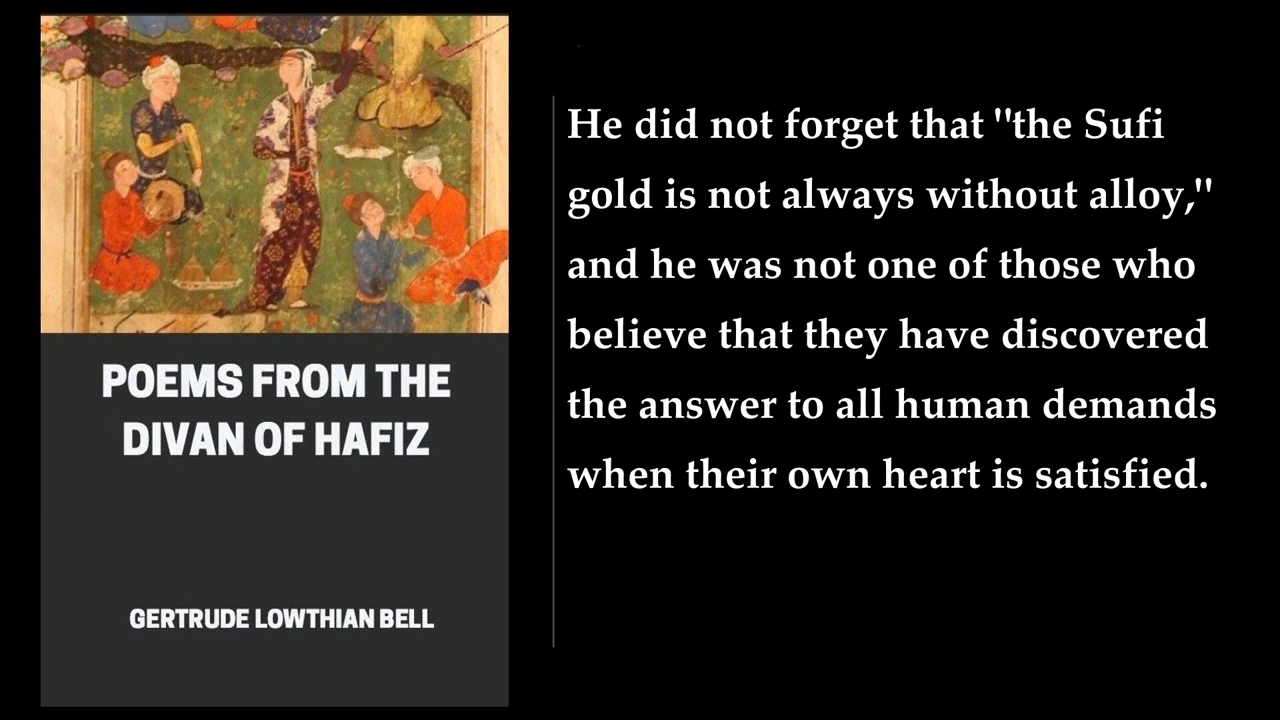 POEMS FROM THE
DIVAN OF HAFIZ
GERTRUDE LOWTHIAN BELL
He did not forget that "the Sufi
gold is not always without alloy,"
and he was not one of those who
believe that they have discovered
the answer to all human demands
when their own heart is satisfied.